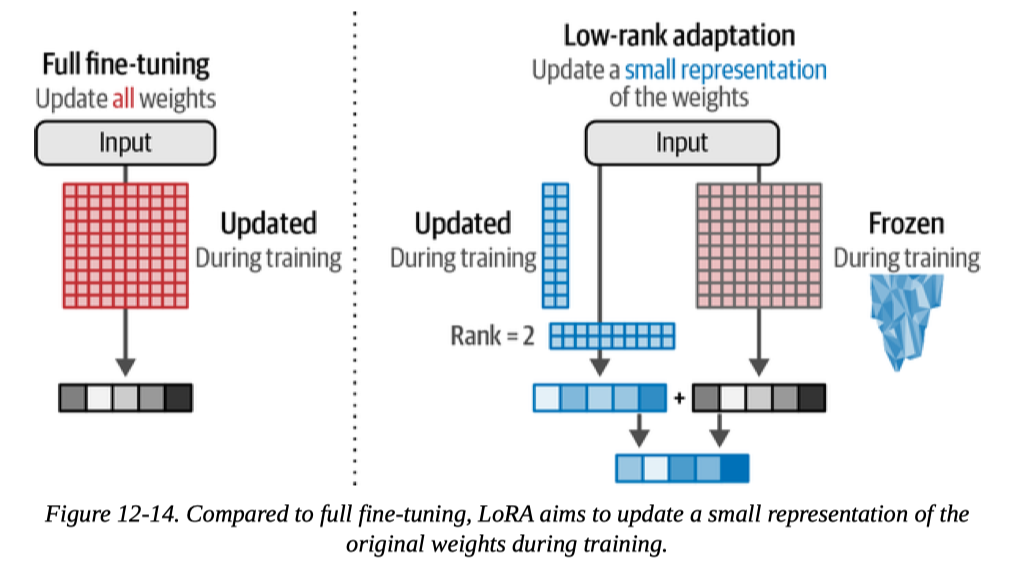 Full fine-tuning
Update all weights
Input
Updated
During training
Low-rank adaptation
Update a small representation
of the weights
Input
Updated
During training
Rank = 2
Frozen
During training
+
Figure 12-14. Compared to full fine-tuning, LoRA aims to update a small representation of the
original weights during training.